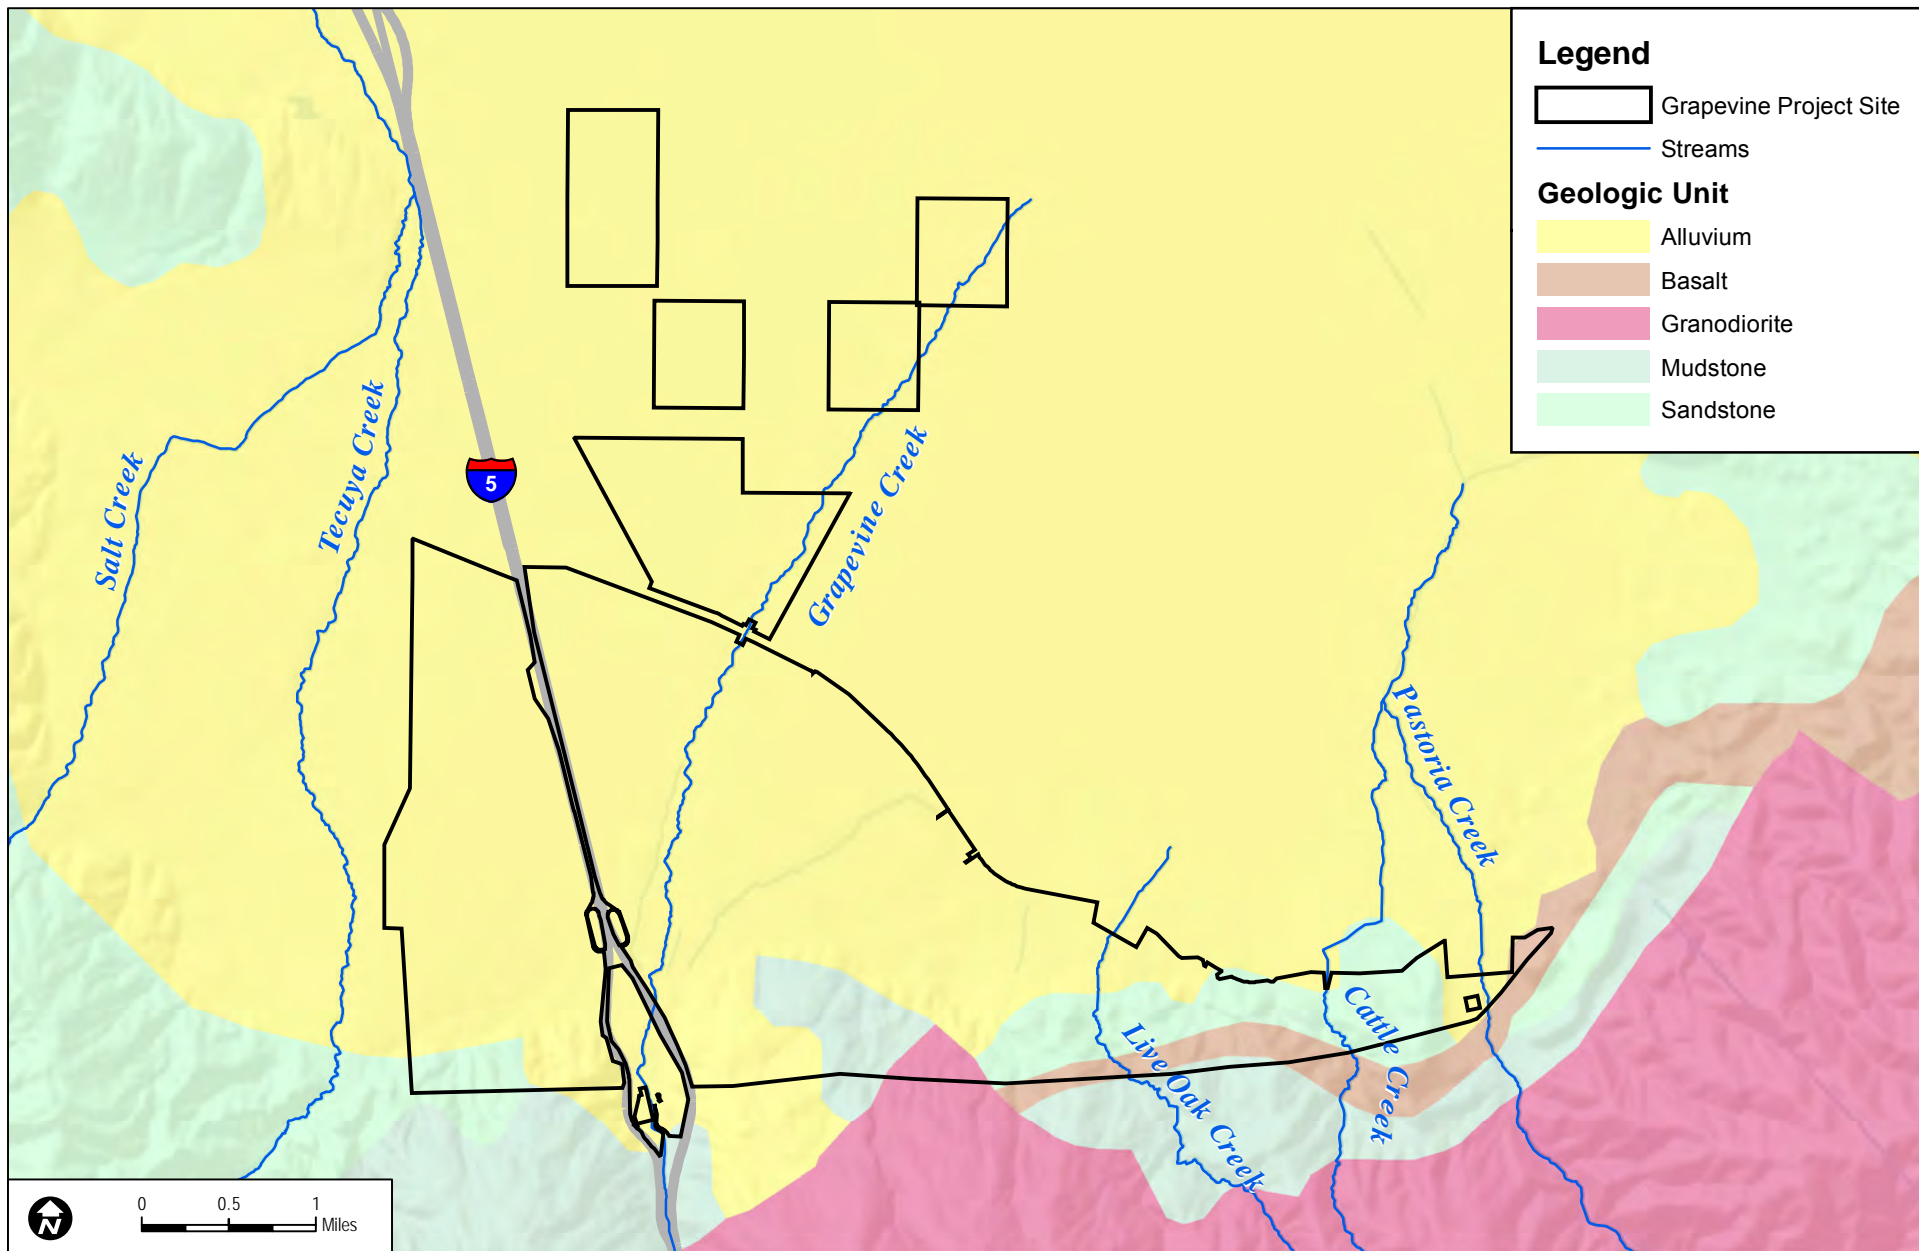 Legend
Grapevine Project Site
Streams
Geologic Unit
Alluvium
Basalt
Granodiorite
Mudstone
Sandstone
5
Salt Creek
Tecuya Creek
Grapevine Creek
Pastoria Creek
Live Oak Creek
Cattle Creek
N
0 0.5 1
Miles